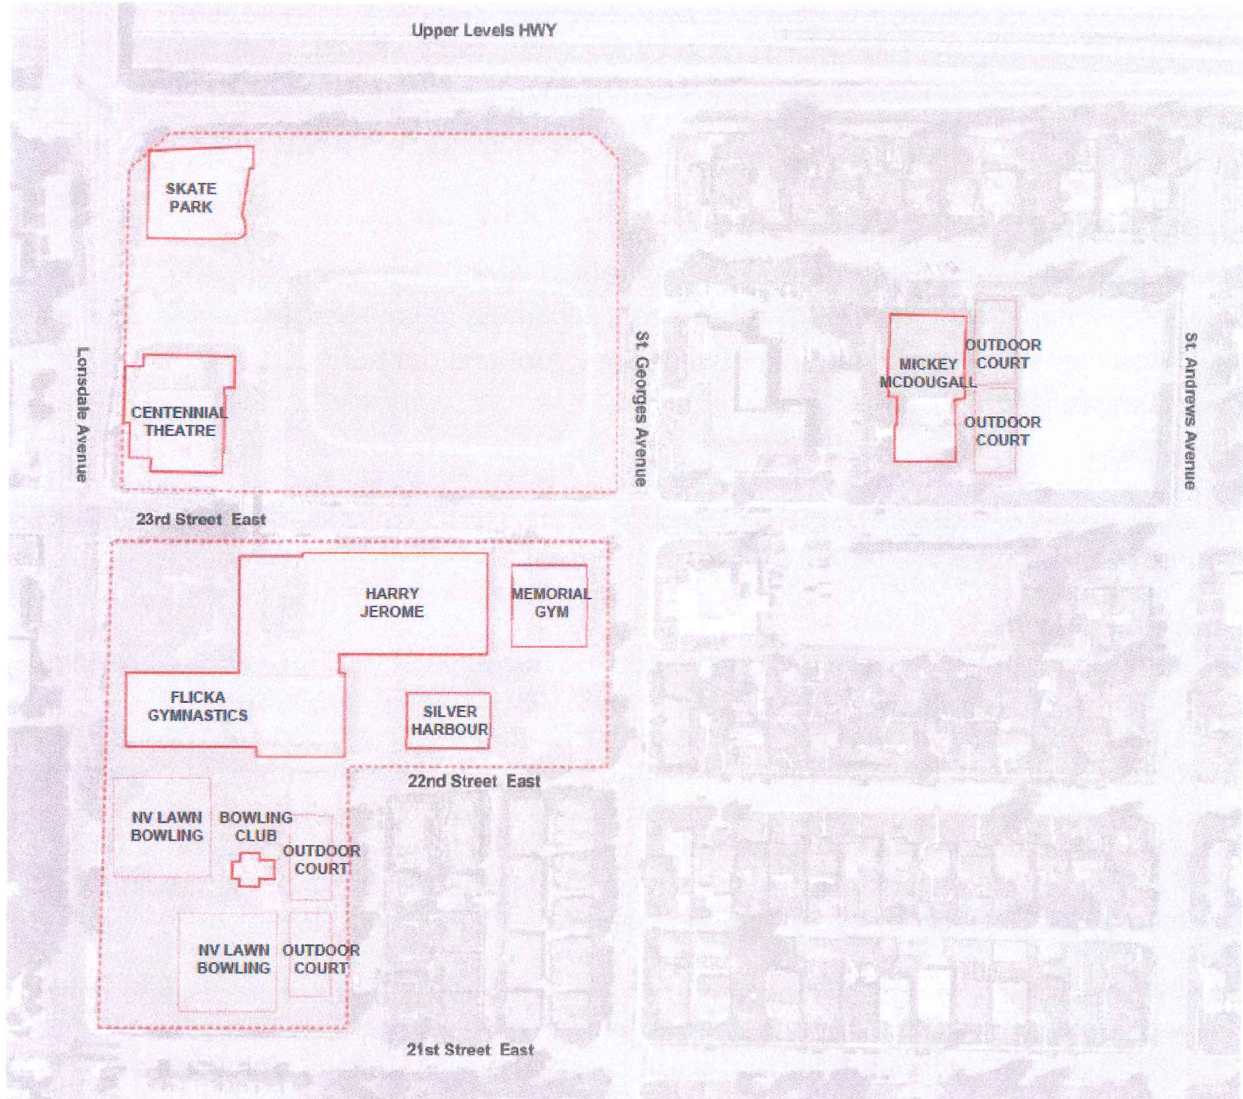 Upper Levels HWY
SKATE
PARK
Lonsdale Avenue
St. Georges Avenue
St. Andrews Avenue
OUTDOOR
COURT
MICKEY
MCDOUGALL
OUTDOOR
COURT
CENTENNIAL
THEATRE
23rd Street East
HARRY
JEROME
MEMORIAL
GYM
FLICKA
GYMNASTICS
SILVER
HARBOUR
22nd Street East
NV LAWN
BOWLING
BOWLING
CLUB
OUTDOOR
COURT
NV LAWN
BOWLING
OUTDOOR
COURT
21st Street East